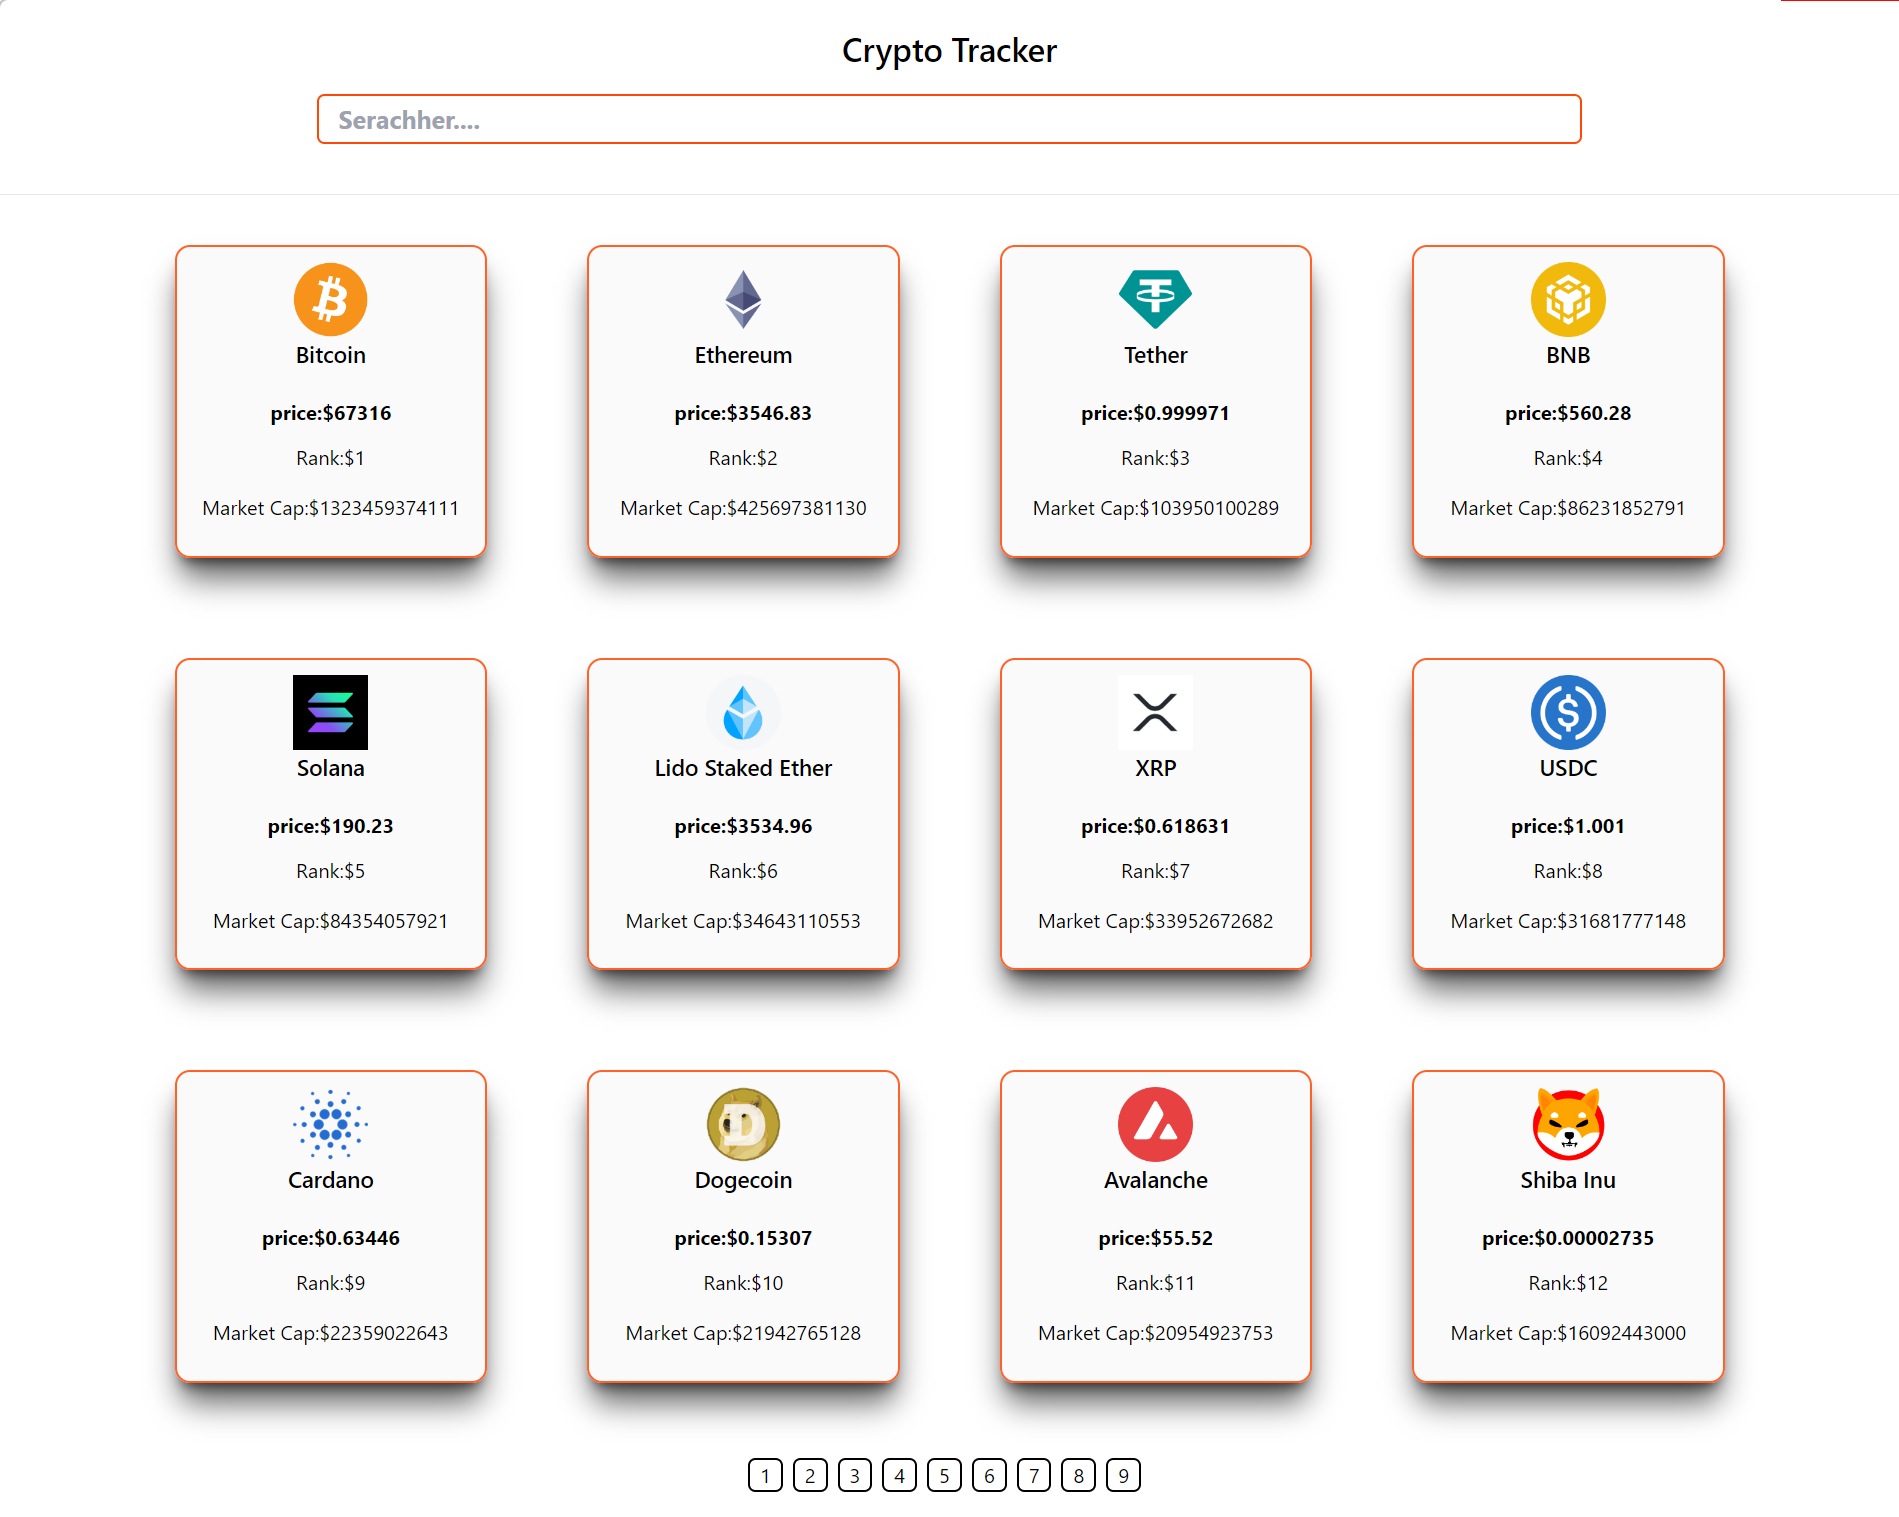 Crypto Tracker
Serachher....
Bitcoin
price:$67316
Rank:$1
Market Cap:$1323459374111
Ethereum
price:$3546.83
Rank:$2
Market Cap:$425697381130
Tether
price:$0.999971
Rank:$3
Market Cap:$103950100289
BNB
price:$560.28
Rank:$4
Market Cap:$86231852791
Solana
price:$190.23
Rank:$5
Market Cap:$84354057921
Lido Staked Ether
price:$3534.96
Rank:$6
Market Cap:$34643110553
XRP
price:$0.618631
Rank:$7
Market Cap:$33952672682
USDC
price:$1.001
Rank:$8
Market Cap:$31681777148
Cardano
price:$0.63446
Rank:$9
Market Cap:$22359022643
Dogecoin
price:$0.15307
Rank:$10
Market Cap:$21942765128
Avalanche
price:$55.52
Rank:$11
Market Cap:$20954923753
Shiba Inu
price:$0.00002735
Rank:$12
Market Cap:$16092443000
1 2 3 4 5 6 7 8 9